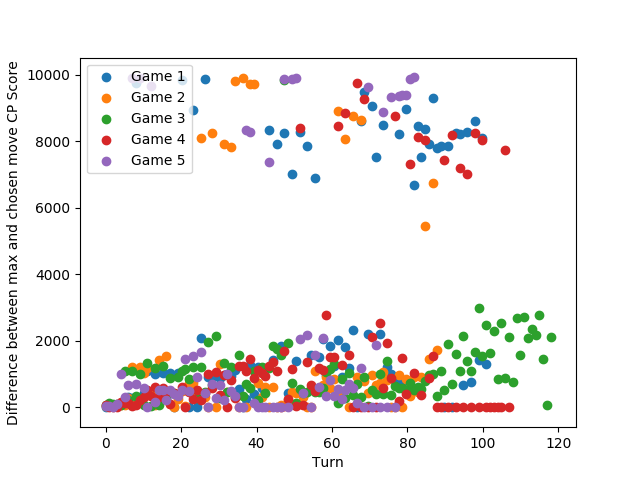 Difference between max and chosen move CP Score
10000
8000
6000
4000
2000
0
Game 1
Game 2
Game 3
Game 4
Game 5
0 20 40 60 80 100 120
Turn